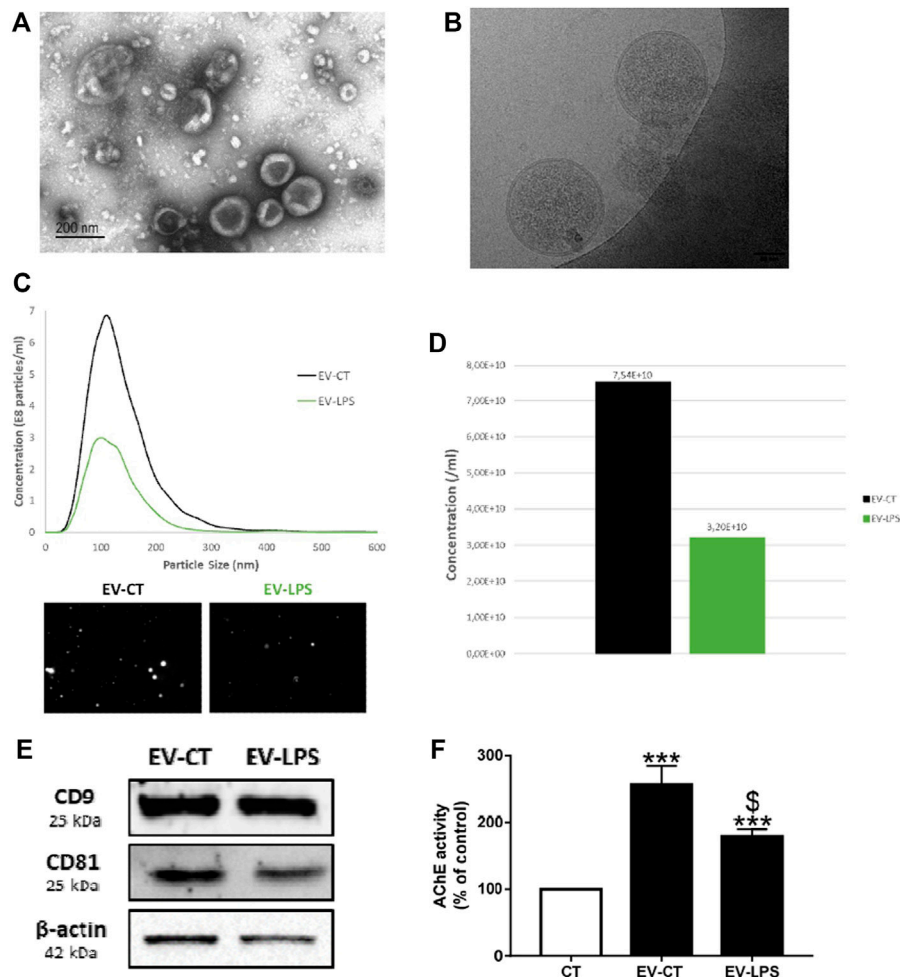 A
B
200 nm
C
7
6
5
4
3
2
1
0
Concentration (E8 particles/ml)
EV-CT
EV-LPS
0 100 200 300 400 500 600
Particle Size (nm)
EV-CT EV-LPS
D
8,00E+10
7,00E+10
6,00E+10
5,00E+10
4,00E+10
3,00E+10
2,00E+10
1,00E+10
0,00E+00
Concentration (/ml)
7,54E+10
3,20E+10
EV-CT
EV-LPS
E
EV-CT EV-LPS
CD9
25 kDa
CD81
25 kDa
β-actin
42 kDa
F
300
250
200
150
100
50
0
AChE activity
(% of control)
***
$
***
CT EV-CT EV-LPS